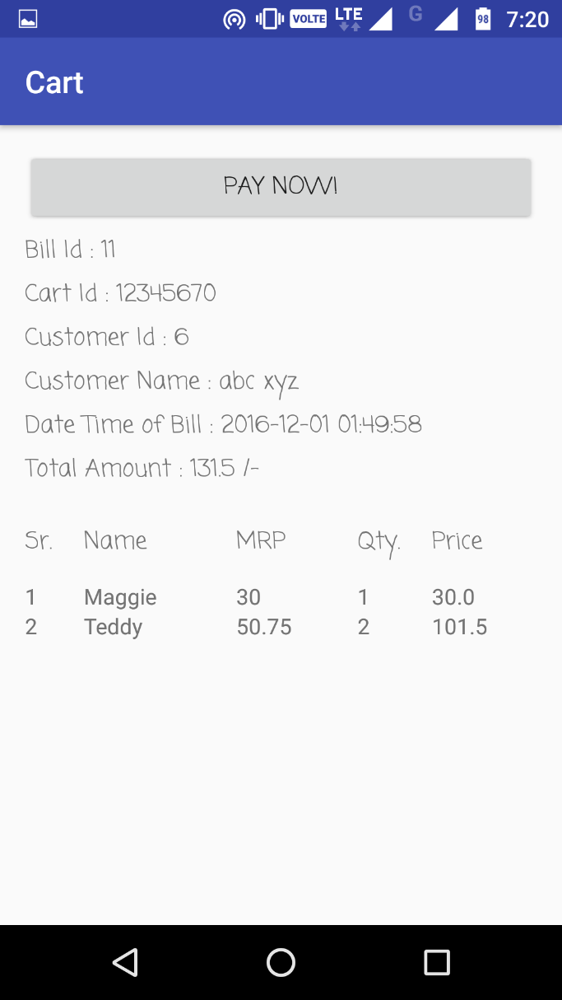 VOLTE LTE G 98 7:20
Cart
PAY NOW!
Bill Id : 11
Cart Id : 12345670
Customer Id : 6
Customer Name : abc xyz
Date Time of Bill : 2016-12-01 01:49:58
Total Amount : 131.5 /-
Sr. Name MRP Qty. Price
1 Maggie 30 1 30.0
2 Teddy 50.75 2 101.5